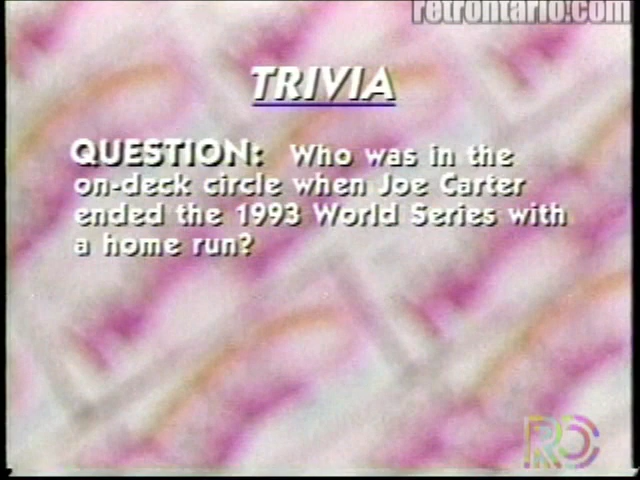 retrontario.com
TRIVIA
QUESTION: Who was in the
on-deck circle when Joe Carter
ended the 1993 World Series with
a home run?
RO